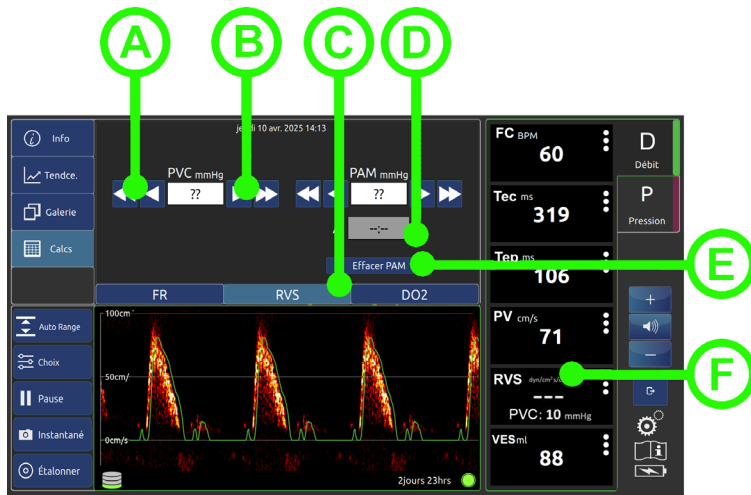 A
B
C
D
E
F
Info
Tendce.
Galerie
Calcs
Auto Range
Choix
Pause
Instantané
Étalonner
10 avr. 2025 14:13
PVC mmHg
??
PAM mmHg
??
--:--
Effacer PAM
FR
RVS
DO2
100cm
50cm/
0cm/s
2jours 23hrs
FC BPM
60
Tec ms
319
Tep ms
106
PV cm/s
71
RVS
---
PVC: 10 mmHg
VES ml
88
D
Débit
P
Pression
+
—